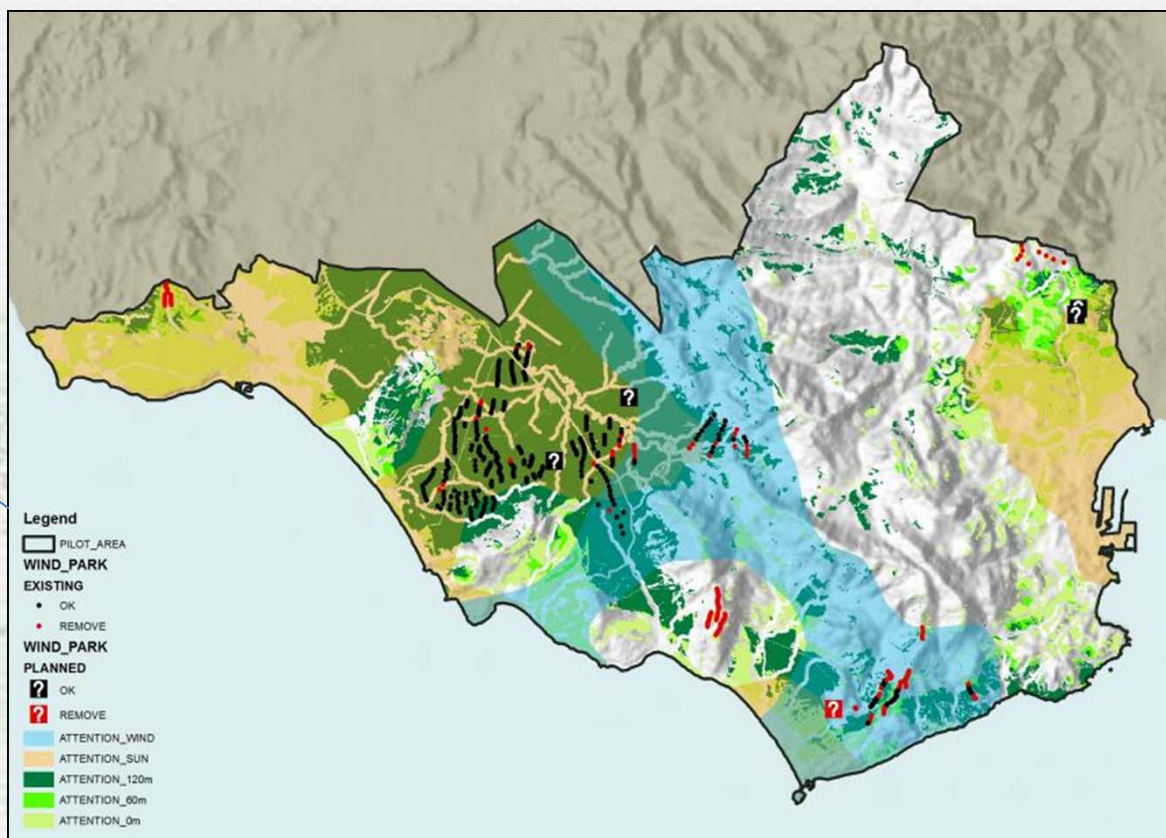 ?
?
?
?
Legend
PILOT_AREA
WIND_PARK
EXISTING
OK
REMOVE
WIND_PARK
PLANNED
? OK
? REMOVE
ATTENTION_WIND
ATTENTION_SUN
ATTENTION_120m
ATTENTION_60m
ATTENTION_0m